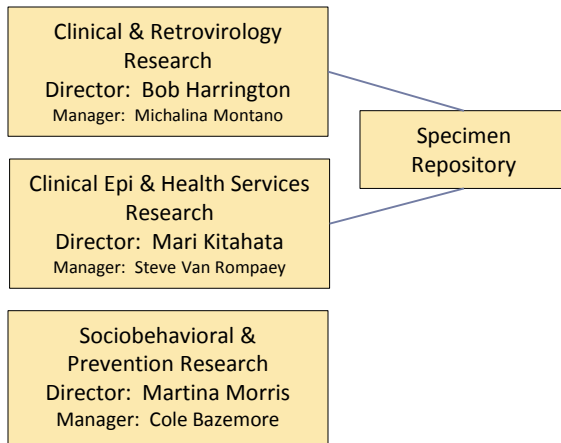 Clinical & Retrovirology
Research
Director:  Bob Harrington
Manager:  Michalina Montano
Specimen
Repository
Clinical Epi & Health Services
Research
Director:  Mari Kitahata
Manager:  Steve Van Rompaey
Sociobehavioral &
Prevention Research
Director:  Martina Morris
Manager:  Cole Bazemore